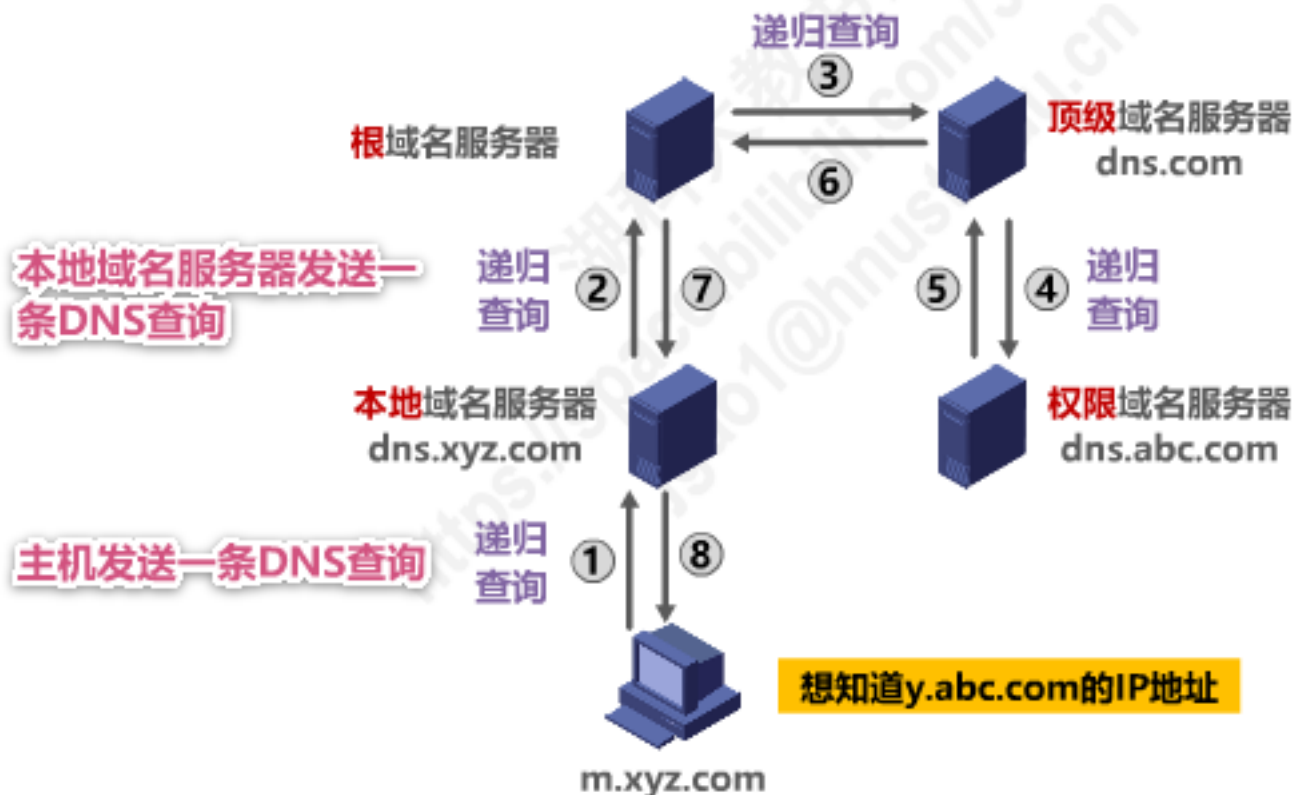 递归查询
③
根域名服务器
顶级域名服务器
dns.com
⑥
本地域名服务器发送一
条DNS查询
递归
查询
②
⑦
⑤
④
递归
查询
本地域名服务器
dns.xyz.com
权限域名服务器
dns.abc.com
主机发送一条DNS查询
递归
查询
①
⑧
想知道y.abc.com的IP地址
m.xyz.com